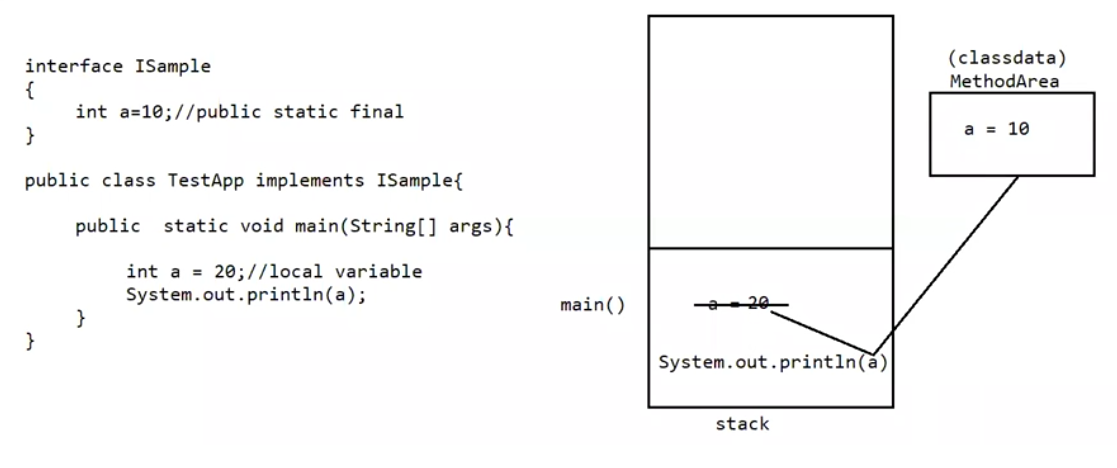 interface ISample
{
int a=10;//public static final
}
public class TestApp implements ISample{
public  static void main(String[] args){
int a = 20;//local variable
System.out.println(a);
}
}
main()
a = 20
System.out.println(a)
stack
(classdata)
MethodArea
a = 10